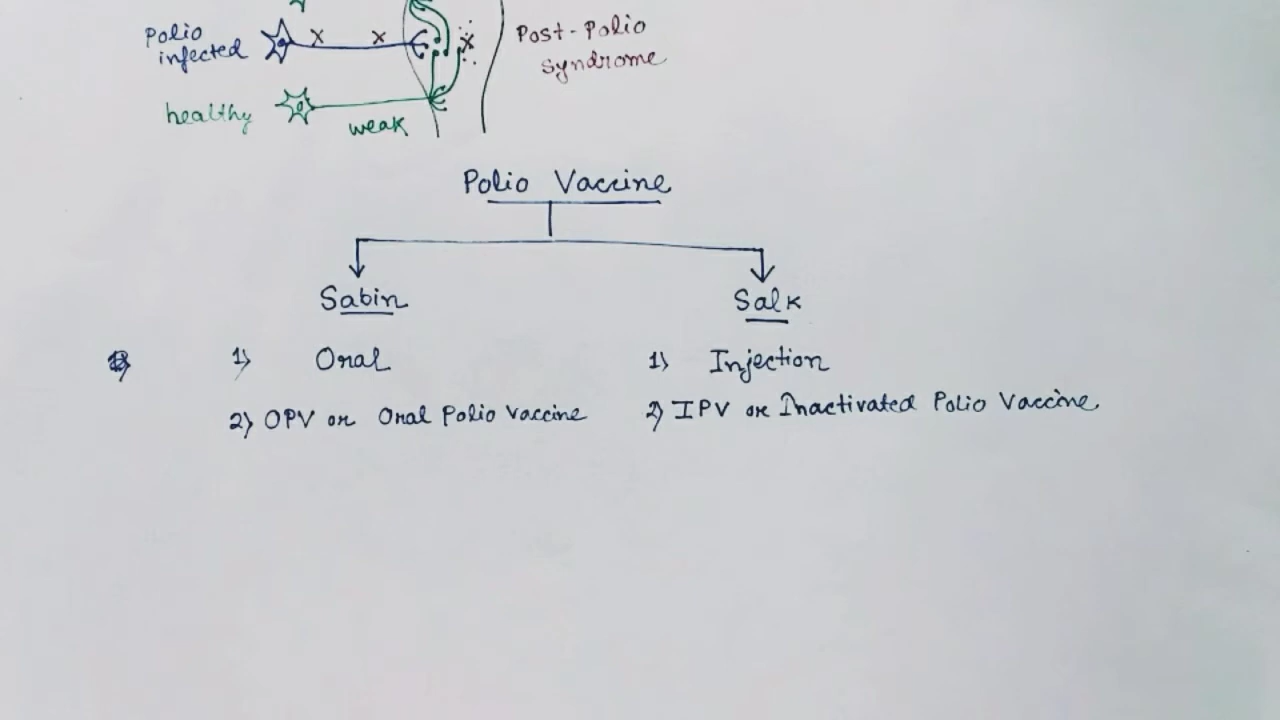 Polio
infected
x x x
Post-Polio
Syndrome
healthy
weak
Polio Vaccine
Sabin
Salk
1) Oral
1) Injection
2) OPV or Oral Polio Vaccine
2) IPV or Inactivated Polio Vaccine